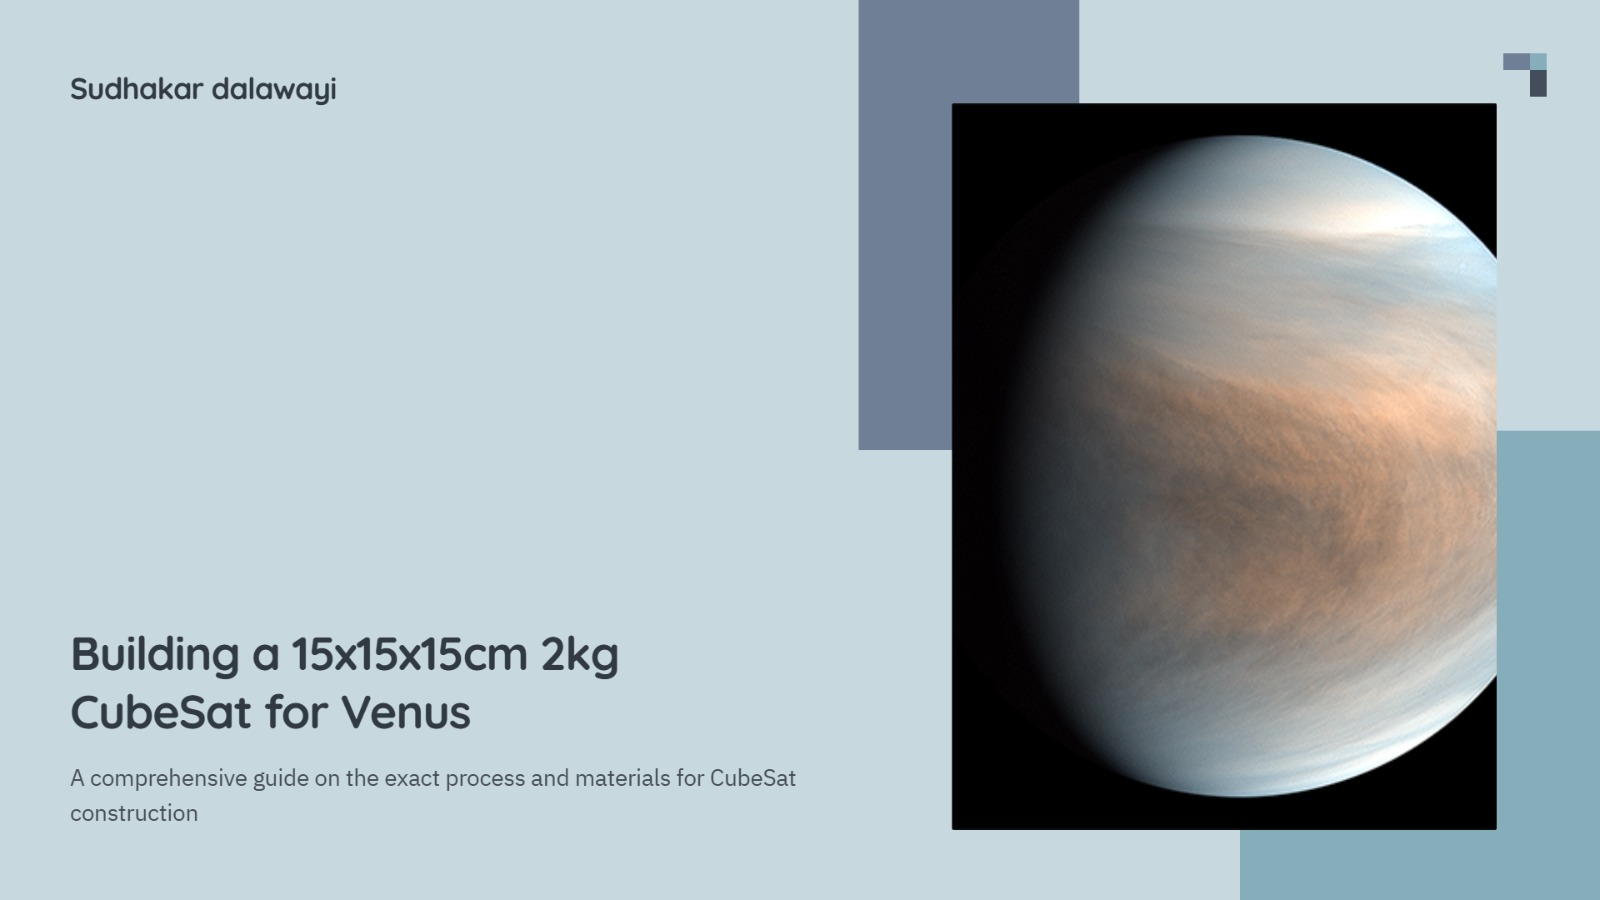 Sudhakar dalawayi
Building a 15x15x15cm 2kg
CubeSat for Venus
A comprehensive guide on the exact process and materials for CubeSat
construction